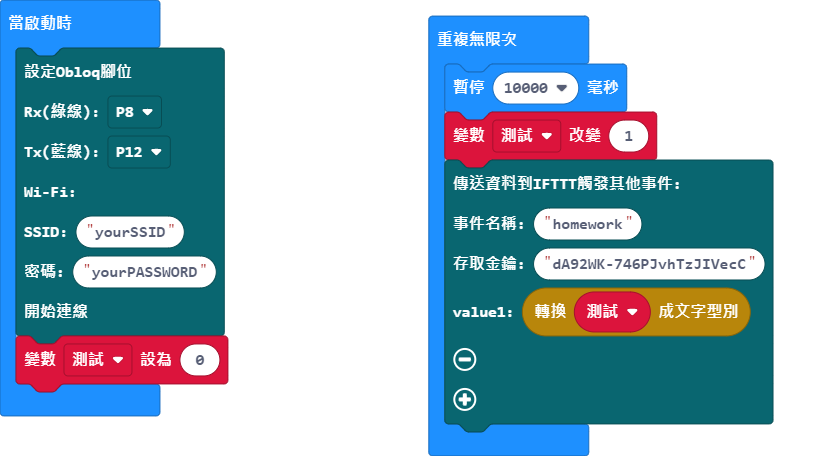 當啟動時
設定Obloq腳位
Rx(綠線): P8
Tx(藍線): P12
Wi-Fi:
SSID: "yourSSID"
密碼: "yourPASSWORD"
開始連線
變數 測試 設為 0
重複無限次
暫停 10000 毫秒
變數 測試 改變 1
傳送資料到IFTTT觸發其他事件:
事件名稱: "homework"
存取金鑰: "dA92WK-746PJvhTzJIVecC"
value1: 轉換 測試 成文字型別